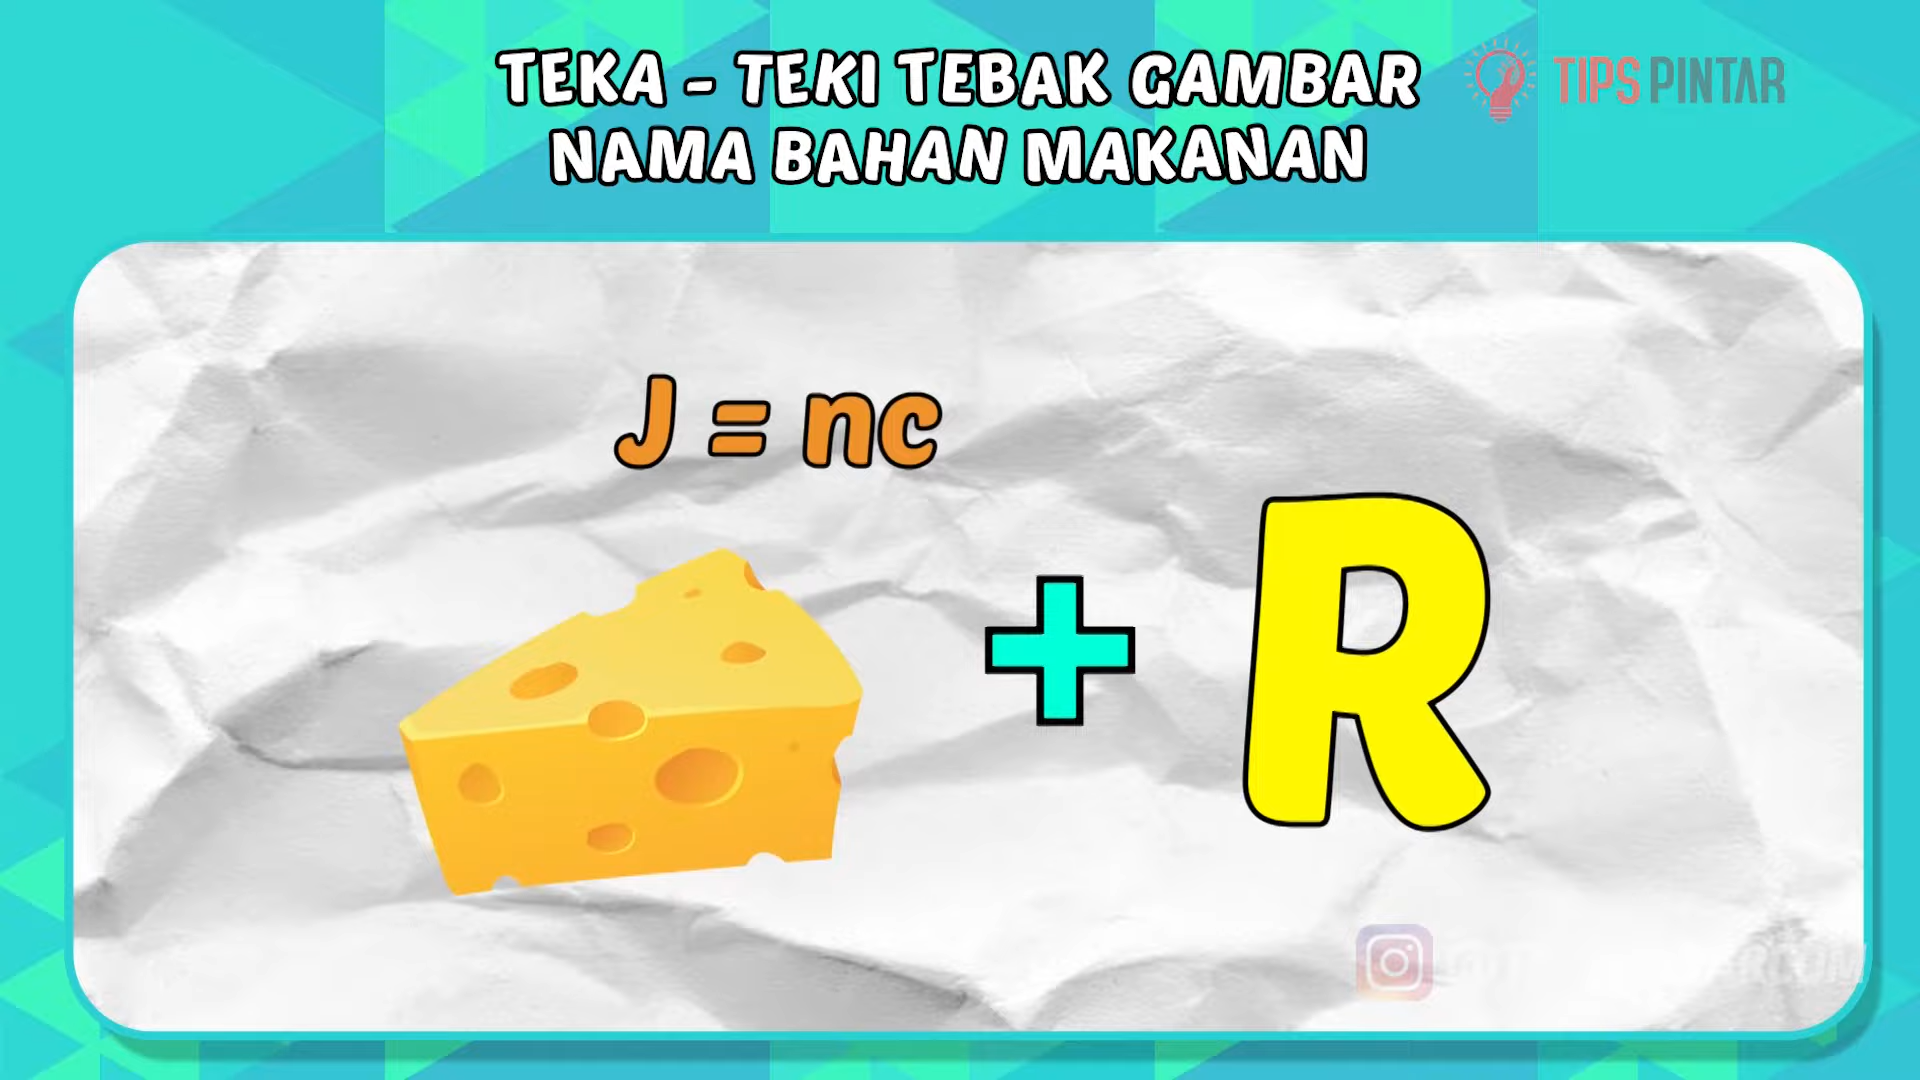 TEKA - TEKI TEBAK GAMBAR
NAMA BAHAN MAKANAN
TIPS PINTAR
J = nc
+
R